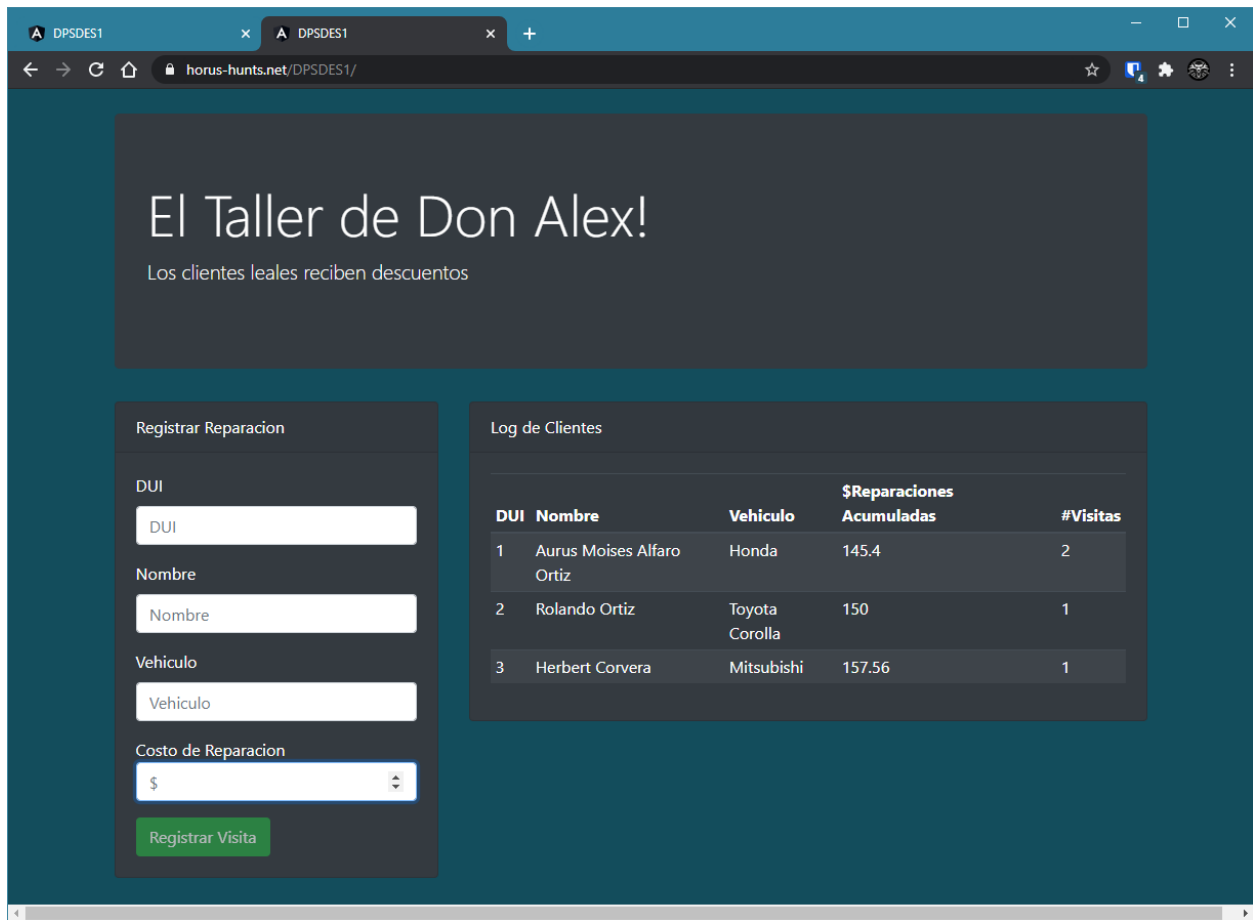 DPSDES1
DPSDES1
horus-hunts.net/DPSDES1/
4
El Taller de Don Alex!
Los clientes leales reciben descuentos
Registrar Reparacion
DUI
DUI
Nombre
Nombre
Vehiculo
Vehiculo
Costo de Reparacion
$
Registrar Visita
Log de Clientes
$Reparaciones
DUI Nombre Vehiculo Acumuladas #Visitas
1 Aurus Moises Alfaro Honda 145.4 2
Ortiz
2 Rolando Ortiz Toyota 150 1
Corolla
3 Herbert Corvera Mitsubishi 157.56 1